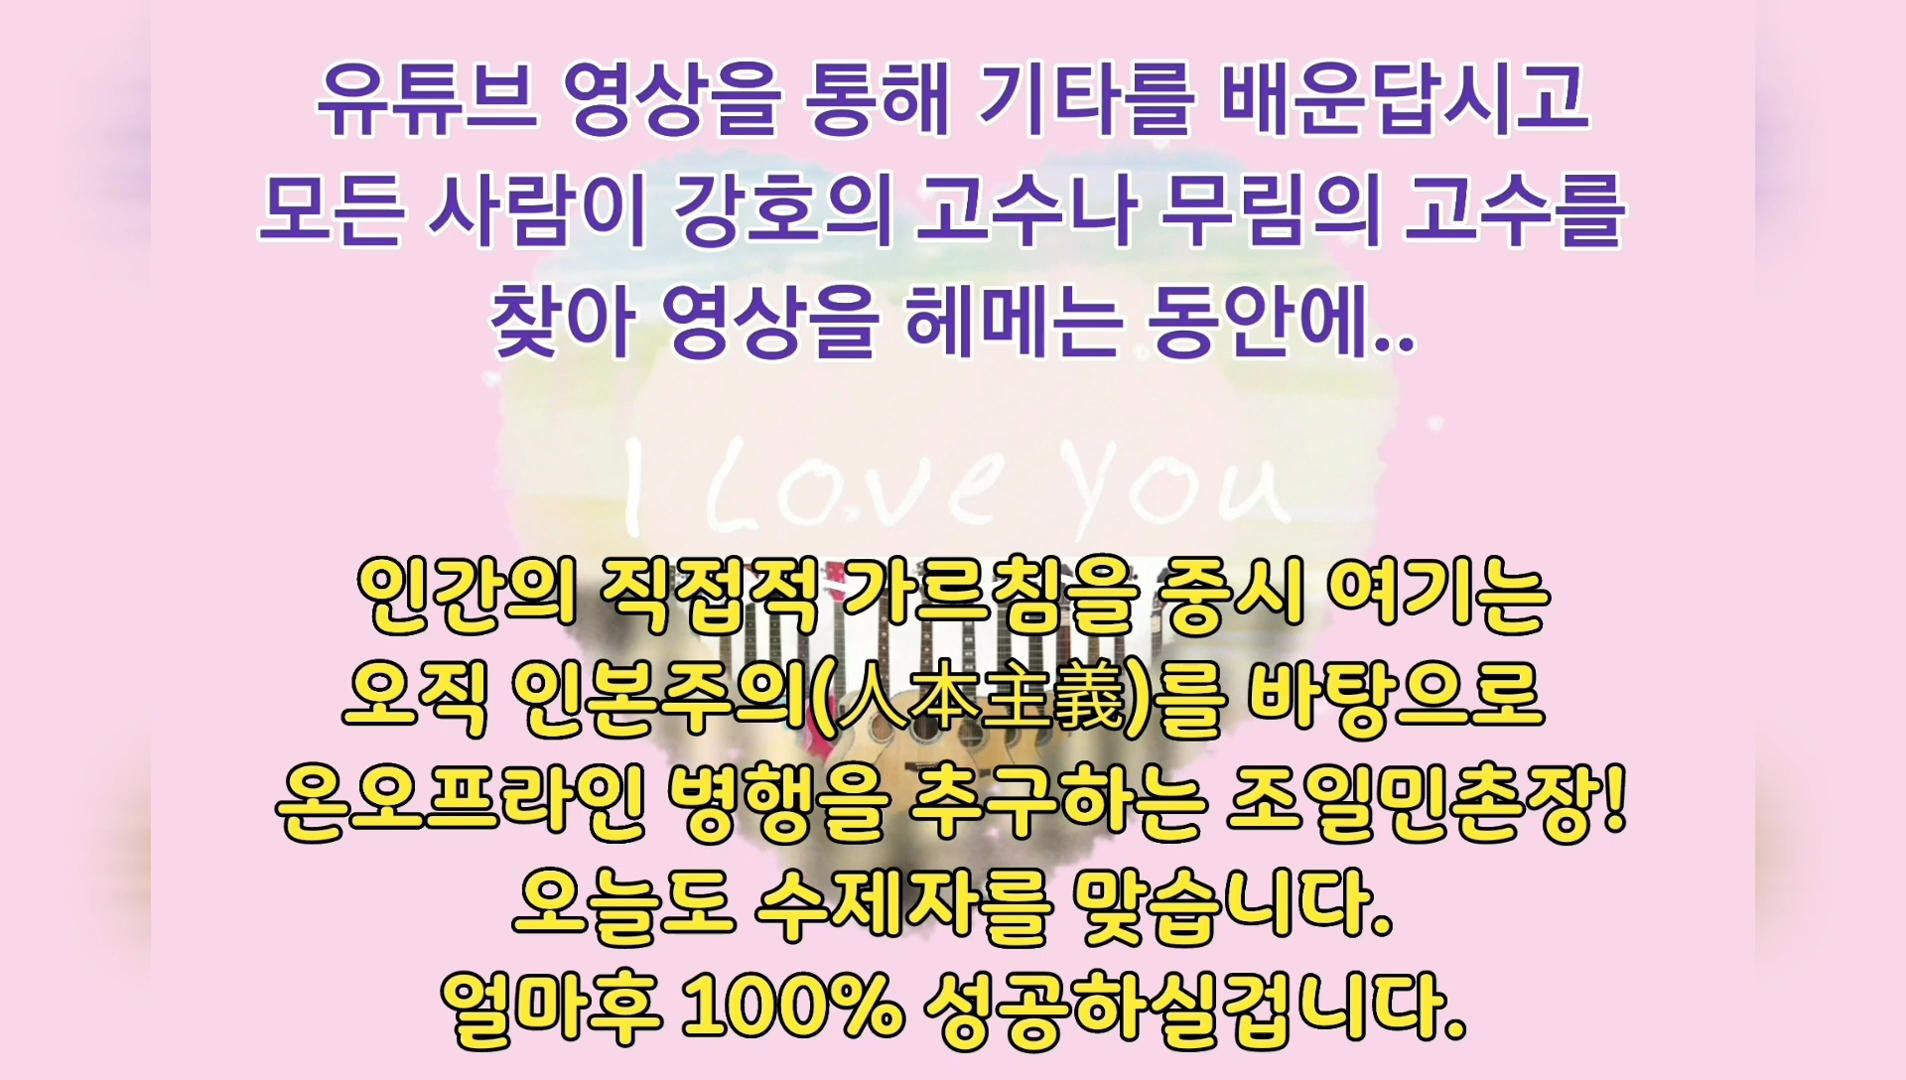 유튜브 영상을 통해 기타를 배운답시고
모든 사람이 강호의 고수나 무림의 고수를
찾아 영상을 헤메는 동안에..
I Love you
인간의 직접적 가르침을 중시 여기는
오직 인본주의(人本主義)를 바탕으로
온오프라인 병행을 추구하는 조일민촌장!
오늘도 수제자를 맞습니다.
얼마후 100% 성공하실겁니다.